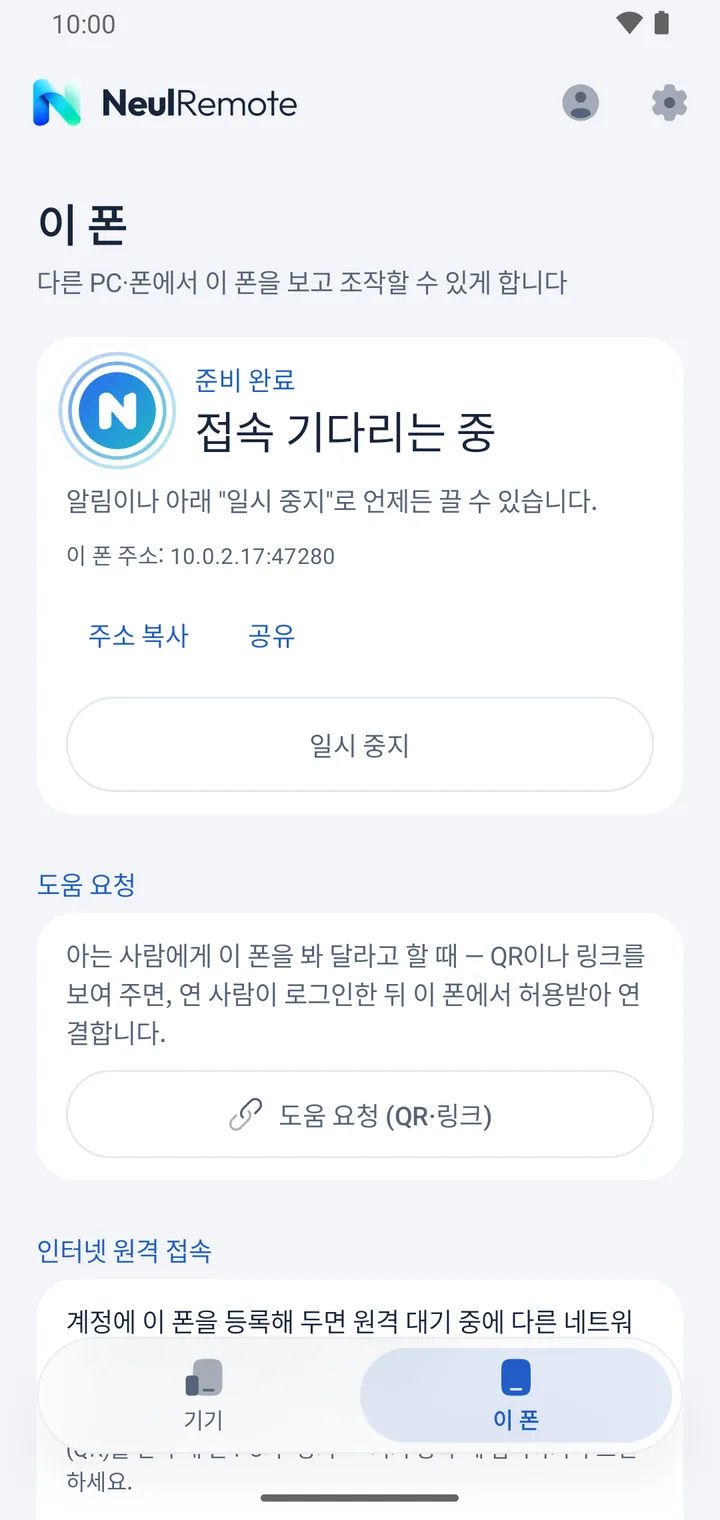 10:00
NeulRemote
이 폰
다른 PC·폰에서 이 폰을 보고 조작할 수 있게 합니다
준비 완료
접속 기다리는 중
알림이나 아래 "일시 중지"로 언제든 끌 수 있습니다.
이 폰 주소: 10.0.2.17:47280
주소 복사 공유
일시 중지
도움 요청
아는 사람에게 이 폰을 봐 달라고 할 때 — QR이나 링크를
보여 주면, 연 사람이 로그인한 뒤 이 폰에서 허용받아 연
결합니다.
도움 요청 (QR·링크)
인터넷 원격 접속
계정에 이 폰을 등록해 두면 원격 대기 중에 다른 네트워
기기 이 폰
하세요.